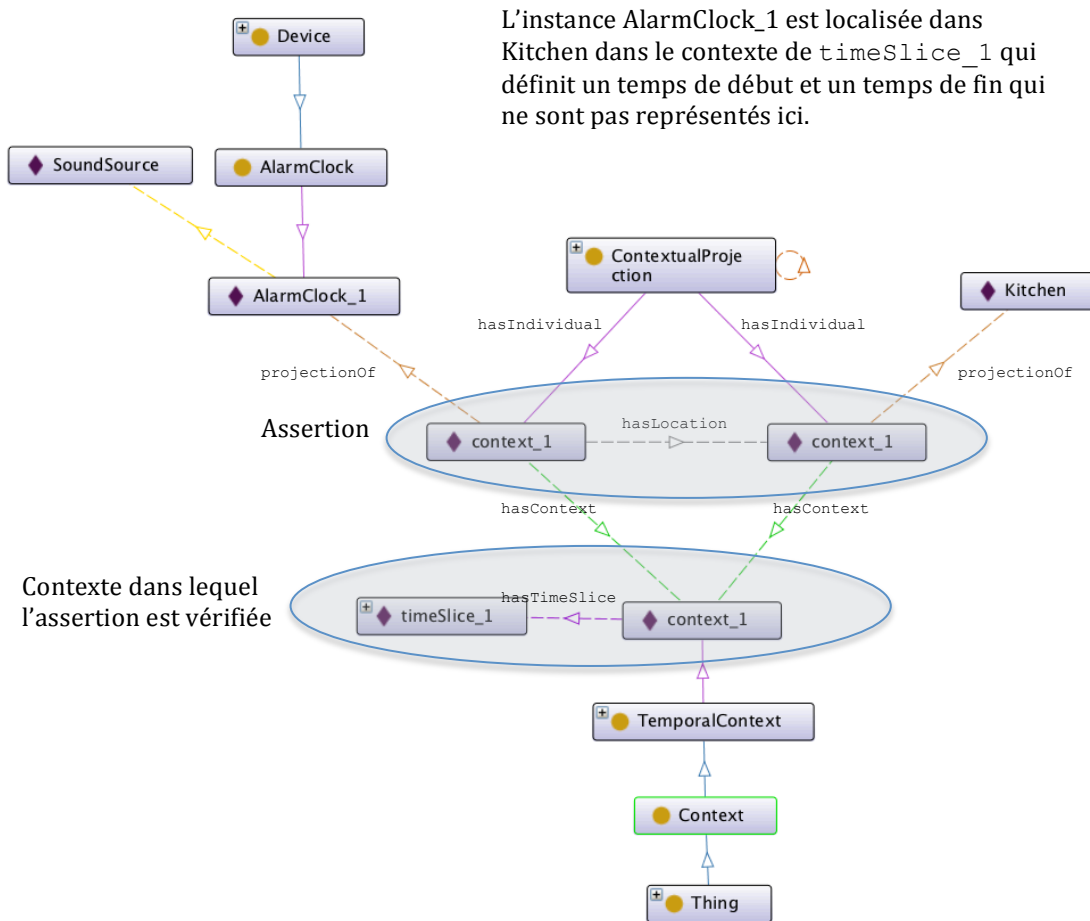 L'instance AlarmClock_1 est localisée dans
Kitchen dans le contexte de timeSlice_1 qui
définit un temps de début et un temps de fin qui
ne sont pas représentés ici.
Device
SoundSource
AlarmClock
ContextualProje
ction
AlarmClock_1
Kitchen
hasIndividual
hasIndividual
projectionOf
projectionOf
Assertion
hasLocation
context_1
context_1
hasContext
hasContext
Contexte dans lequel
l'assertion est vérifiée
hasTimeSlice
timeSlice_1
context_1
TemporalContext
Context
Thing